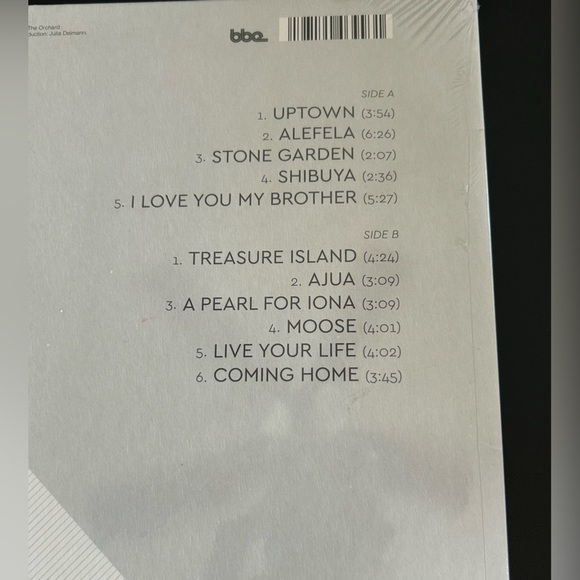 The Orchard
duction: Julia Deimann
bbe
SIDE A
1. UPTOWN (3:54)
2. ALEFELA (6:26)
3. STONE GARDEN (2:07)
4. SHIBUYA (2:36)
5. I LOVE YOU MY BROTHER (5:27)
SIDE B
1. TREASURE ISLAND (4:24)
2. AJUA (3:09)
3. A PEARL FOR IONA (3:09)
4. MOOSE (4:01)
5. LIVE YOUR LIFE (4:02)
6. COMING HOME (3:45)